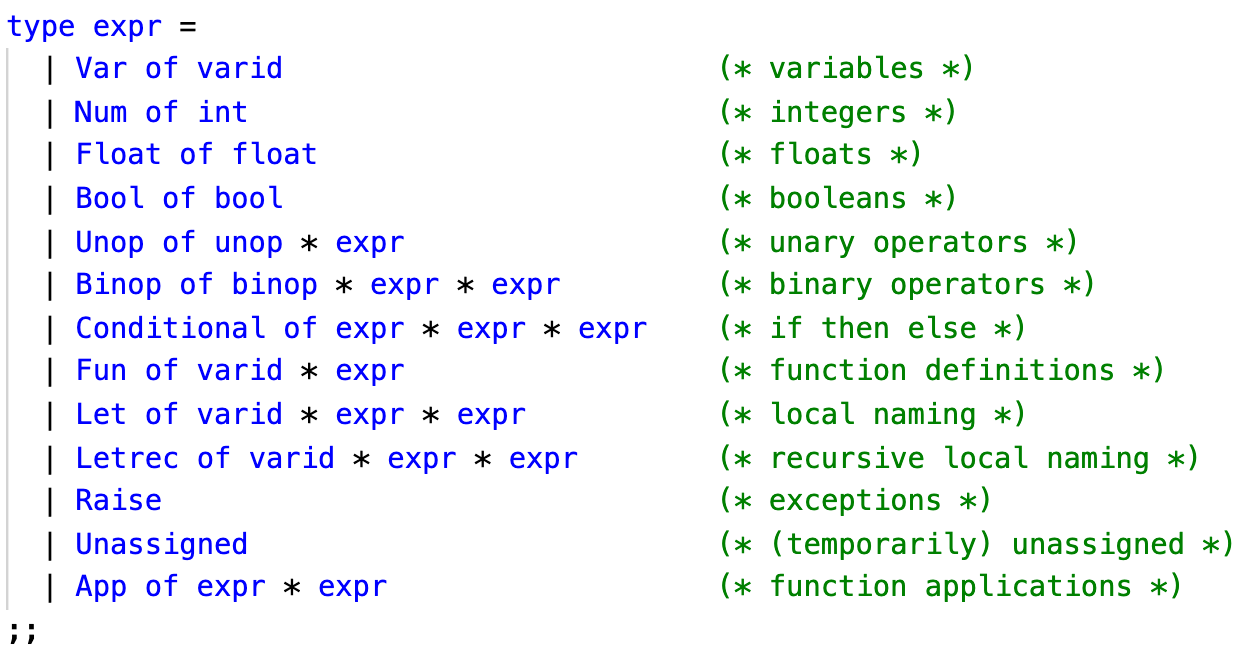 type expr =
  | Var of varid                         (* variables *)
  | Num of int                           (* integers *)
  | Float of float                       (* floats *)
  | Bool of bool                         (* booleans *)
  | Unop of unop * expr                  (* unary operators *)
  | Binop of binop * expr * expr         (* binary operators *)
  | Conditional of expr * expr * expr    (* if then else *)
  | Fun of varid * expr                  (* function definitions *)
  | Let of varid * expr * expr           (* local naming *)
  | Letrec of varid * expr * expr        (* recursive local naming *)
  | Raise                                (* exceptions *)
  | Unassigned                           (* (temporarily) unassigned *)
  | App of expr * expr                   (* function applications *)
;;